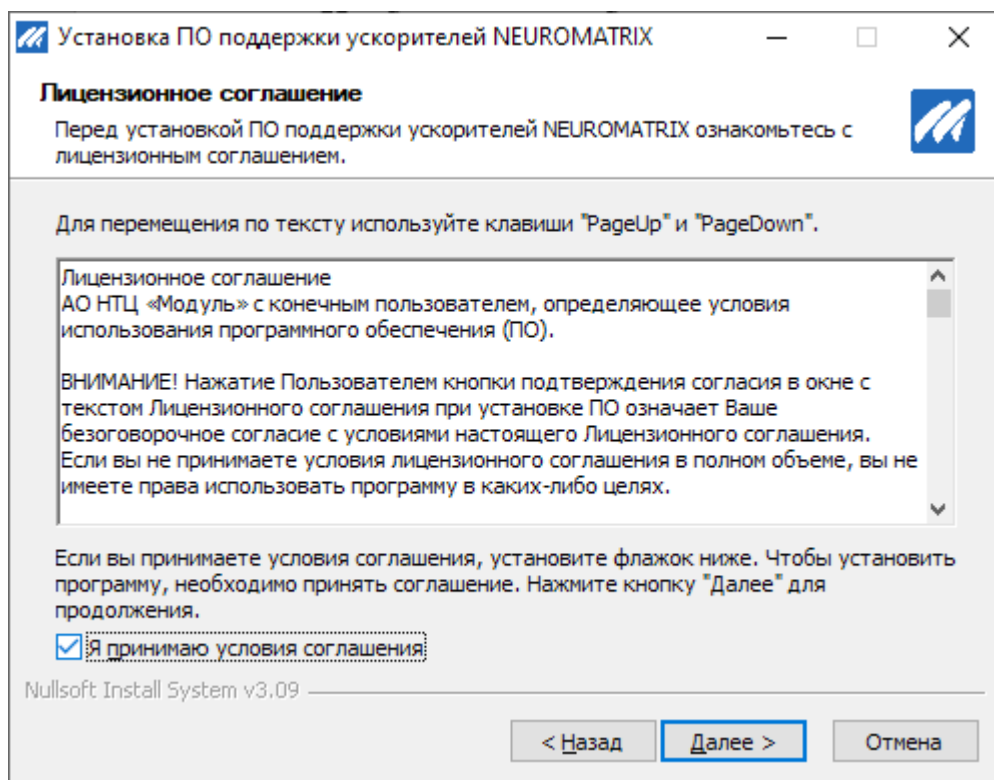 Установка ПО поддержки ускорителей NEUROMATRIX
Лицензионное соглашение
Перед установкой ПО поддержки ускорителей NEUROMATRIX ознакомьтесь с
лицензионным соглашением.
Для перемещения по тексту используйте клавиши "PageUp" и "PageDown".
Лицензионное соглашение
АО НТЦ «Модуль» с конечным пользователем, определяющее условия
использования программного обеспечения (ПО).
ВНИМАНИЕ! Нажатие Пользователем кнопки подтверждения согласия в окне с
текстом Лицензионного соглашения при установке ПО означает Ваше
безоговорочное согласие с условиями настоящего Лицензионного соглашения.
Если вы не принимаете условия лицензионного соглашения в полном объеме, вы не
имеете права использовать программу в каких-либо целях.
Если вы принимаете условия соглашения, установите флажок ниже. Чтобы установить
программу, необходимо принять соглашение. Нажмите кнопку "Далее" для
продолжения.
Я принимаю условия соглашения
Nullsoft Install System v3.09
< Назад Далее > Отмена